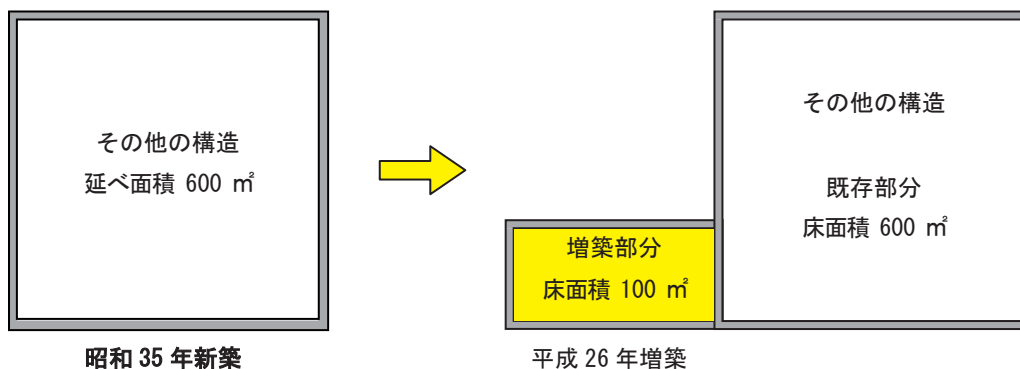 その他の構造
延べ面積 600 ㎡
昭和 35 年新築
増築部分
床面積 100 ㎡
その他の構造
既存部分
床面積 600 ㎡
平成 26 年増築